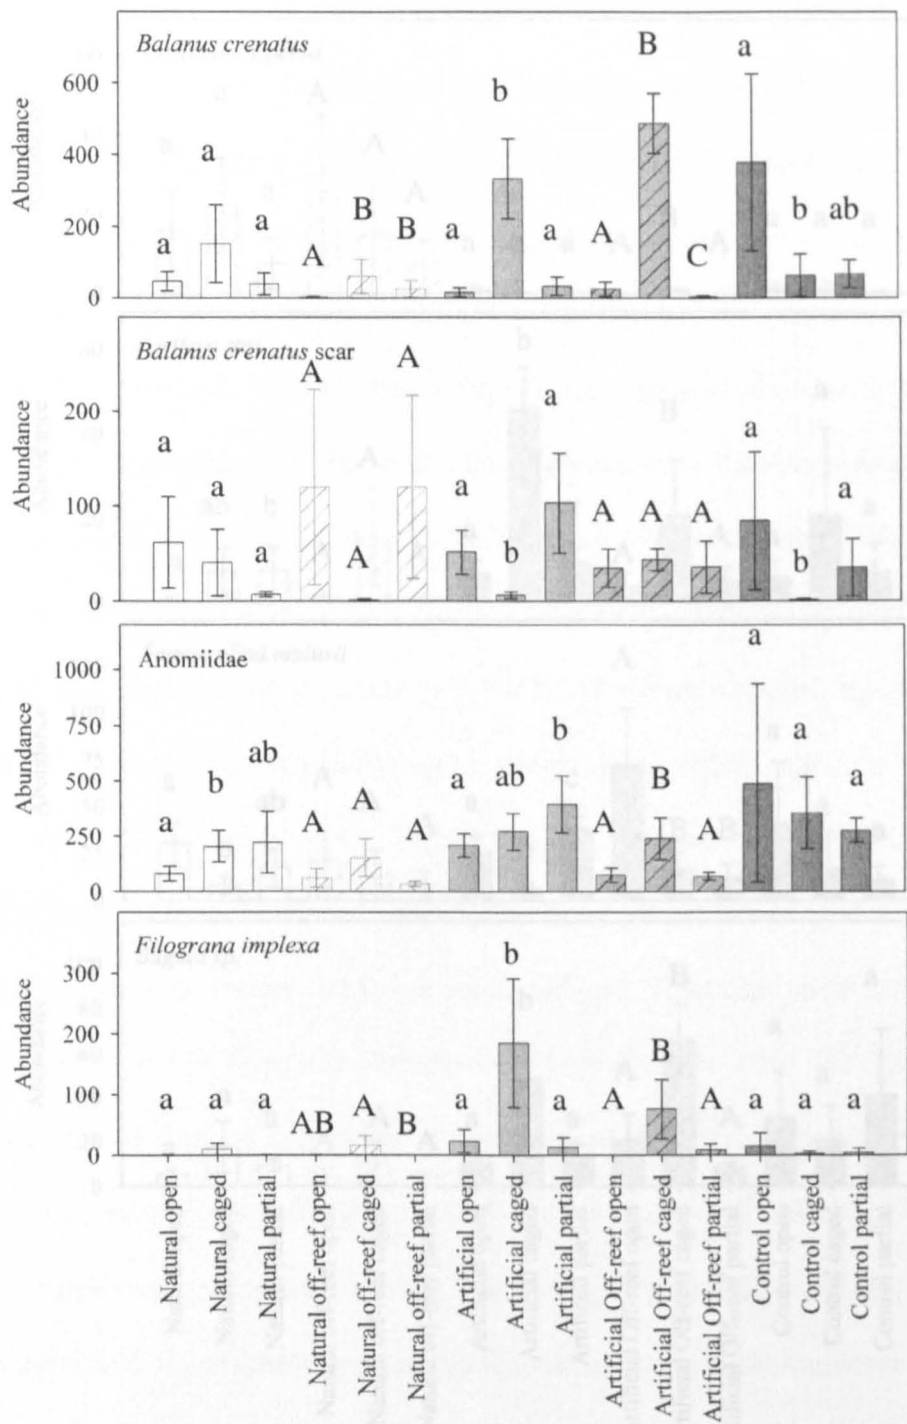 Balanus crenatus
Abundance
600
400
200
0
a a a A B B a b a A B C a b ab
Balanus crenatus scar
Abundance
200
100
0
a a a A A A a b a A A A a b a
Anomiidae
Abundance
1000
750
500
250
0
a b ab A A A a ab b A B A a a a
Filograna implexa
Abundance
300
200
100
0
a a a AB A B a b a A B A a a a
Natural open
Natural caged
Natural partial
Natural off-reef open
Natural off-reef caged
Natural off-reef partial
Artificial open
Artificial caged
Artificial partial
Artificial Off-reef open
Artificial Off-reef caged
Artificial Off-reef partial
Control open
Control caged
Control partial